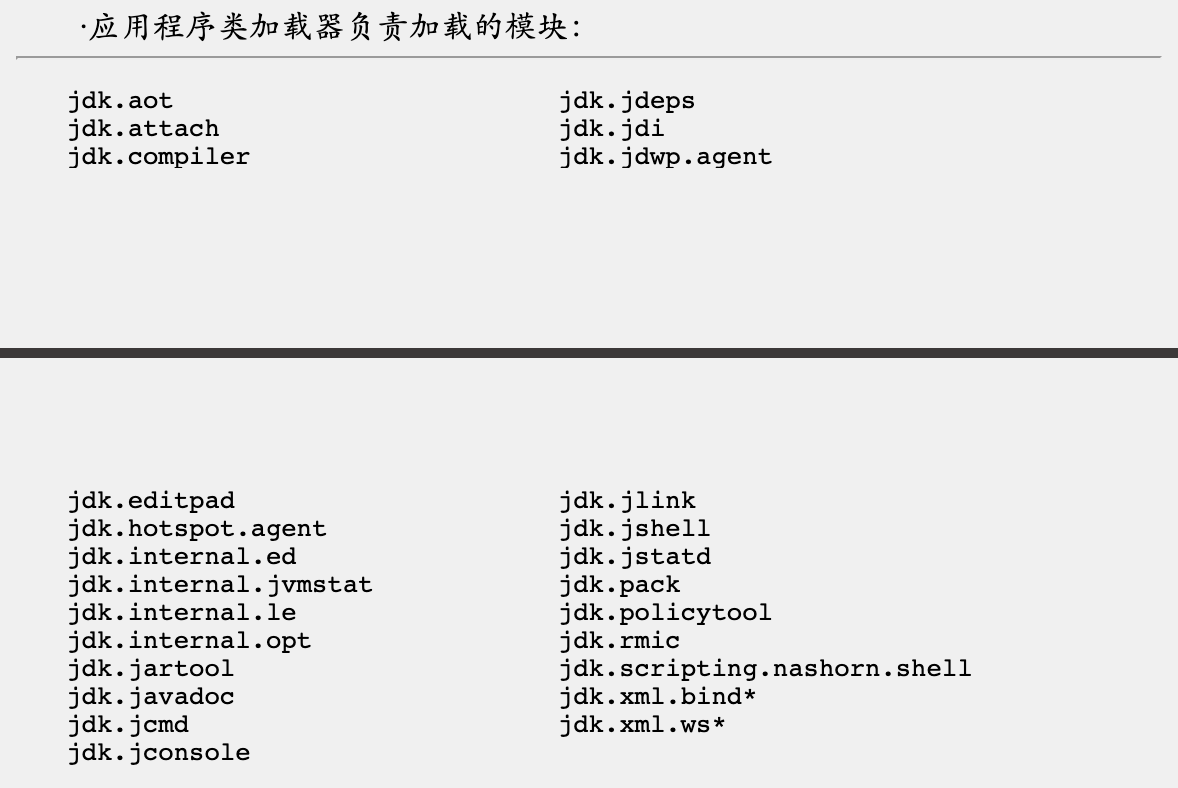 ·应用程序类加载器负责加载的模块：
jdk.aot jdk.jdeps
jdk.attach jdk.jdi
jdk.compiler jdk.jdwp.agent
jdk.editpad jdk.jlink
jdk.hotspot.agent jdk.jshell
jdk.internal.ed jdk.jstatd
jdk.internal.jvmstat jdk.pack
jdk.internal.le jdk.policytool
jdk.internal.opt jdk.rmic
jdk.jartool jdk.scripting.nashorn.shell
jdk.javadoc jdk.xml.bind*
jdk.jcmd jdk.xml.ws*
jdk.jconsole